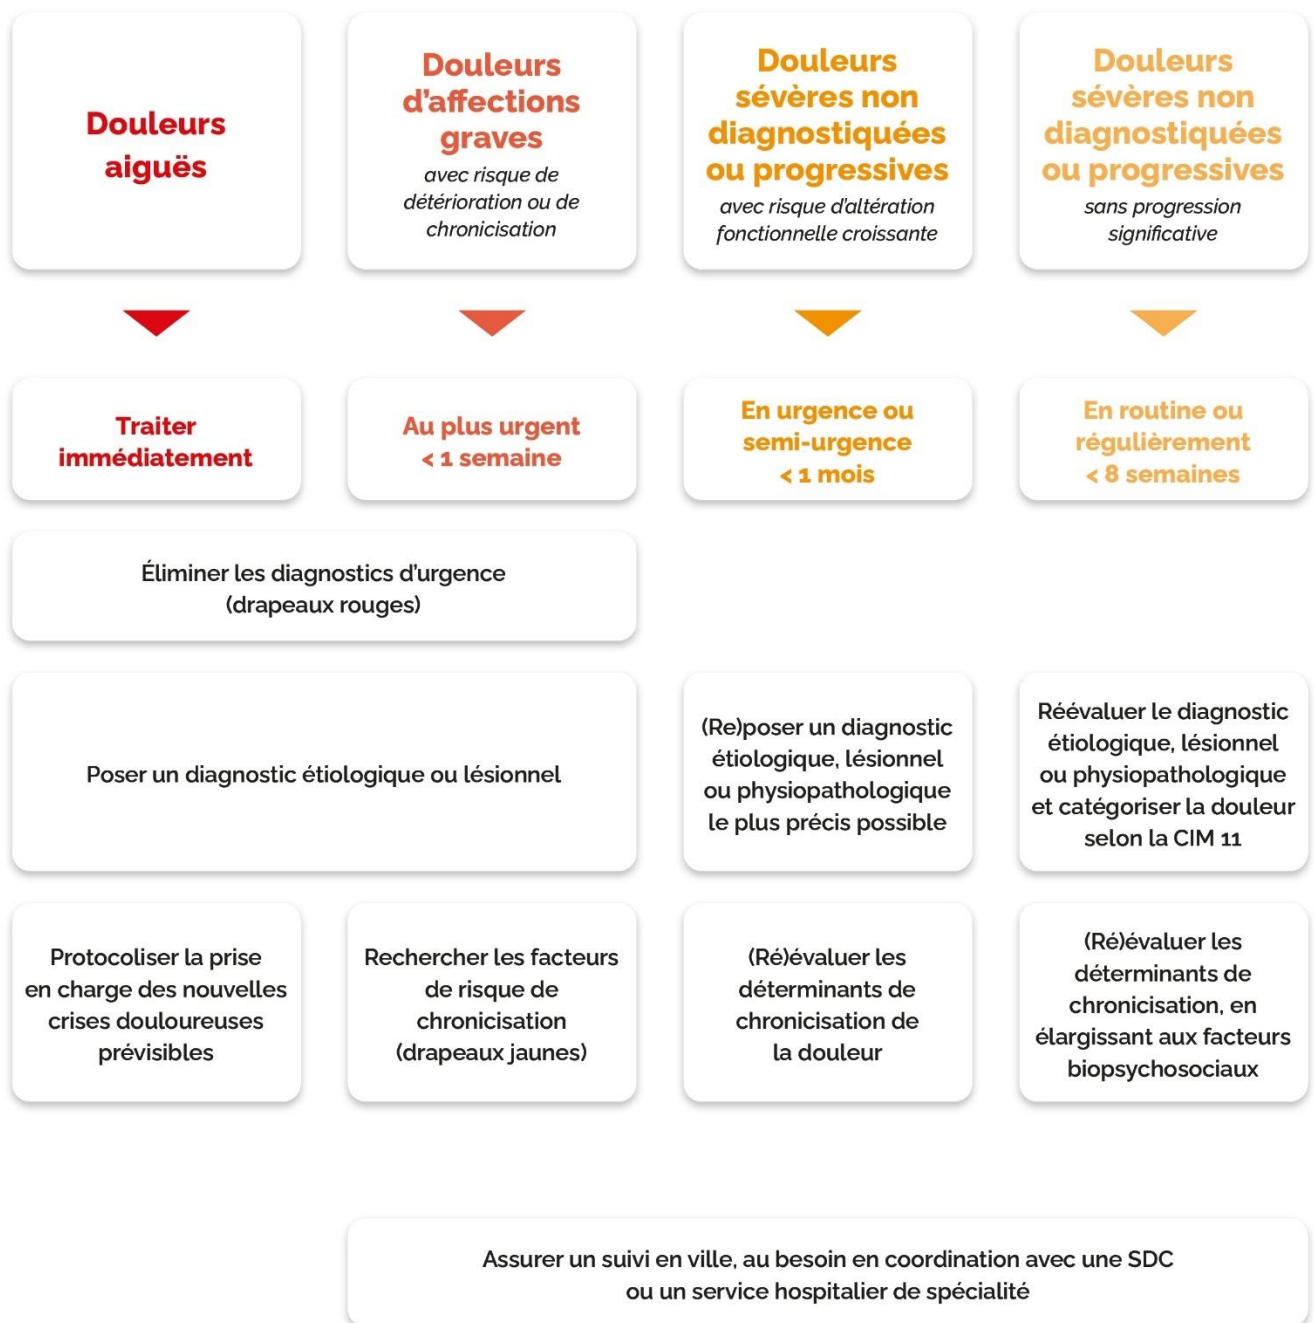 Douleurs
aiguës
Douleurs
d’affections
graves
avec risque de
détérioration ou de
chronicisation
Douleurs
sévères non
diagnostiquées
ou progressives
avec risque d’altération
fonctionnelle croissante
Douleurs
sévères non
diagnostiquées
ou progressives
sans progression
significative
Traiter
immédiatement
Au plus urgent
< 1 semaine
En urgence ou
semi-urgence
< 1 mois
En routine ou
régulièrement
< 8 semaines
Éliminer les diagnostics d’urgence
(drapeaux rouges)
Poser un diagnostic étiologique ou lésionnel
(Re)poser un diagnostic
étiologique, lésionnel
ou physiopathologique
le plus précis possible
Réévaluer le diagnostic
étiologique, lésionnel
ou physiopathologique
et catégoriser la douleur
selon la CIM 11
Protocoliser la prise
en charge des nouvelles
crises douloureuses
prévisibles
Rechercher les facteurs
de risque de
chronicisation
(drapeaux jaunes)
(Ré)évaluer les
déterminants de
chronicisation de
la douleur
(Ré)évaluer les
déterminants de
chronicisation, en
élargissant aux facteurs
biopsychosociaux
Assurer un suivi en ville, au besoin en coordination avec une SDC
ou un service hospitalier de spécialité